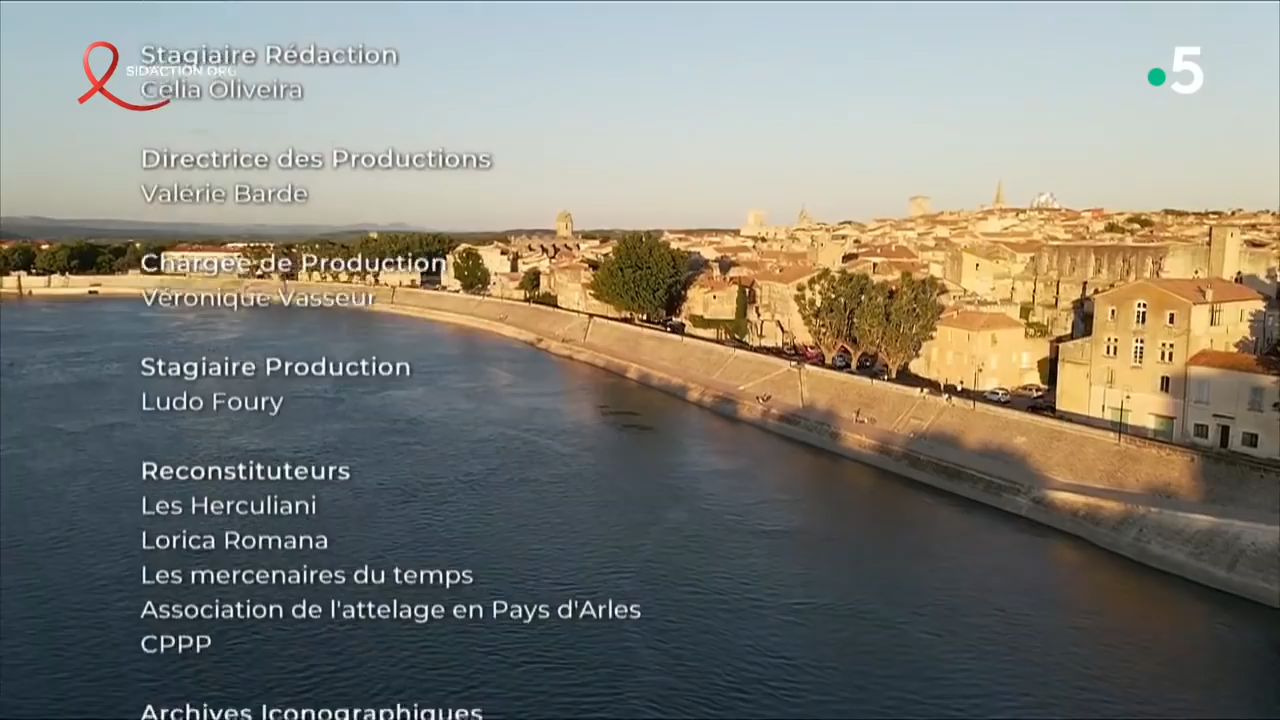 Stagiaire Rédaction
SIDACTION.ORG
Célia Oliveira
5
Directrice des Productions
Valérie Barde
Chargée de Production
Véronique Vasseur
Stagiaire Production
Ludo Foury
Reconstituteurs
Les Herculiani
Lorica Romana
Les mercenaires du temps
Association de l'attelage en Pays d'Arles
CPPP
Archives Iconographiques